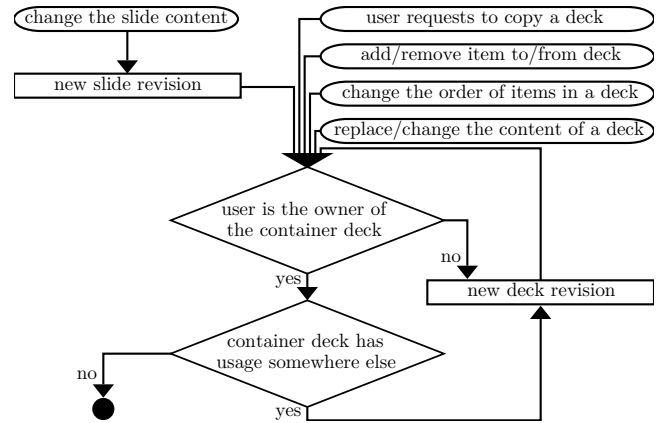 change the slide content
user requests to copy a deck
add/remove item to/from deck
new slide revision
change the order of items in a deck
replace/change the content of a deck
user is the owner of
the container deck
no
yes
new deck revision
container deck has
usage somewhere else
no
yes